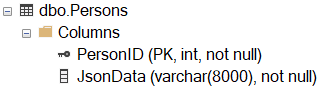 dbo.Persons
Columns
PersonID (PK, int, not null)
JsonData (varchar(8000), not null)